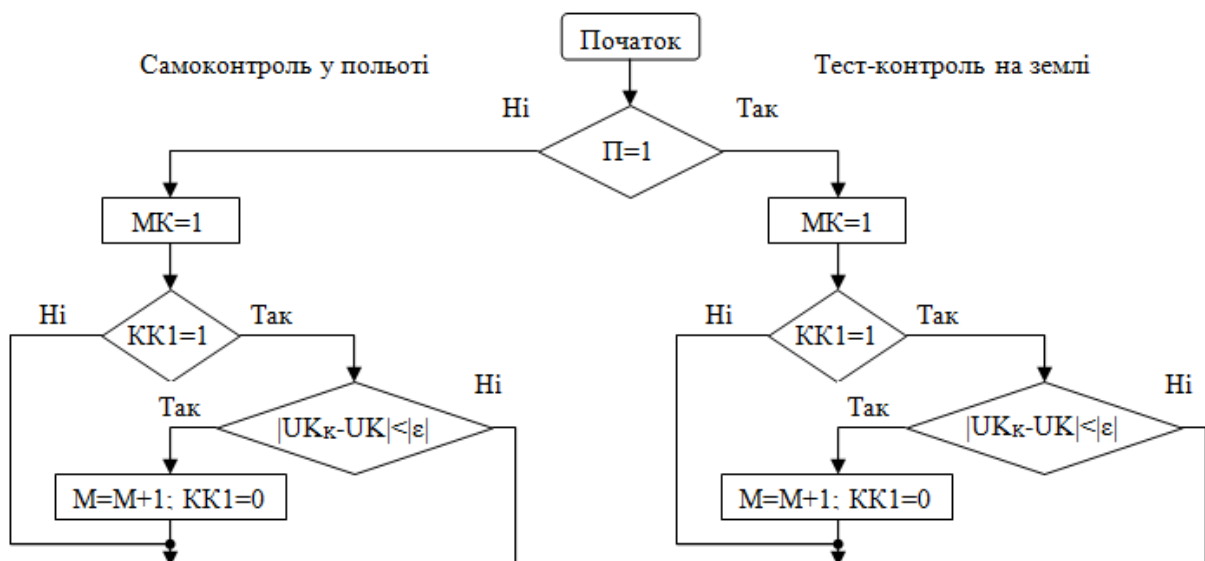 Початок
Самоконтроль у польоті
Тест-контроль на землі
Ні
Так
П=1
МК=1
МК=1
Ні
Так
КК1=1
Ні
Так
КК1=1
Так
Ні
|UKК-UK|<|ε|
Так
Ні
|UKК-UK|<|ε|
М=М+1; КК1=0
М=М+1; КК1=0